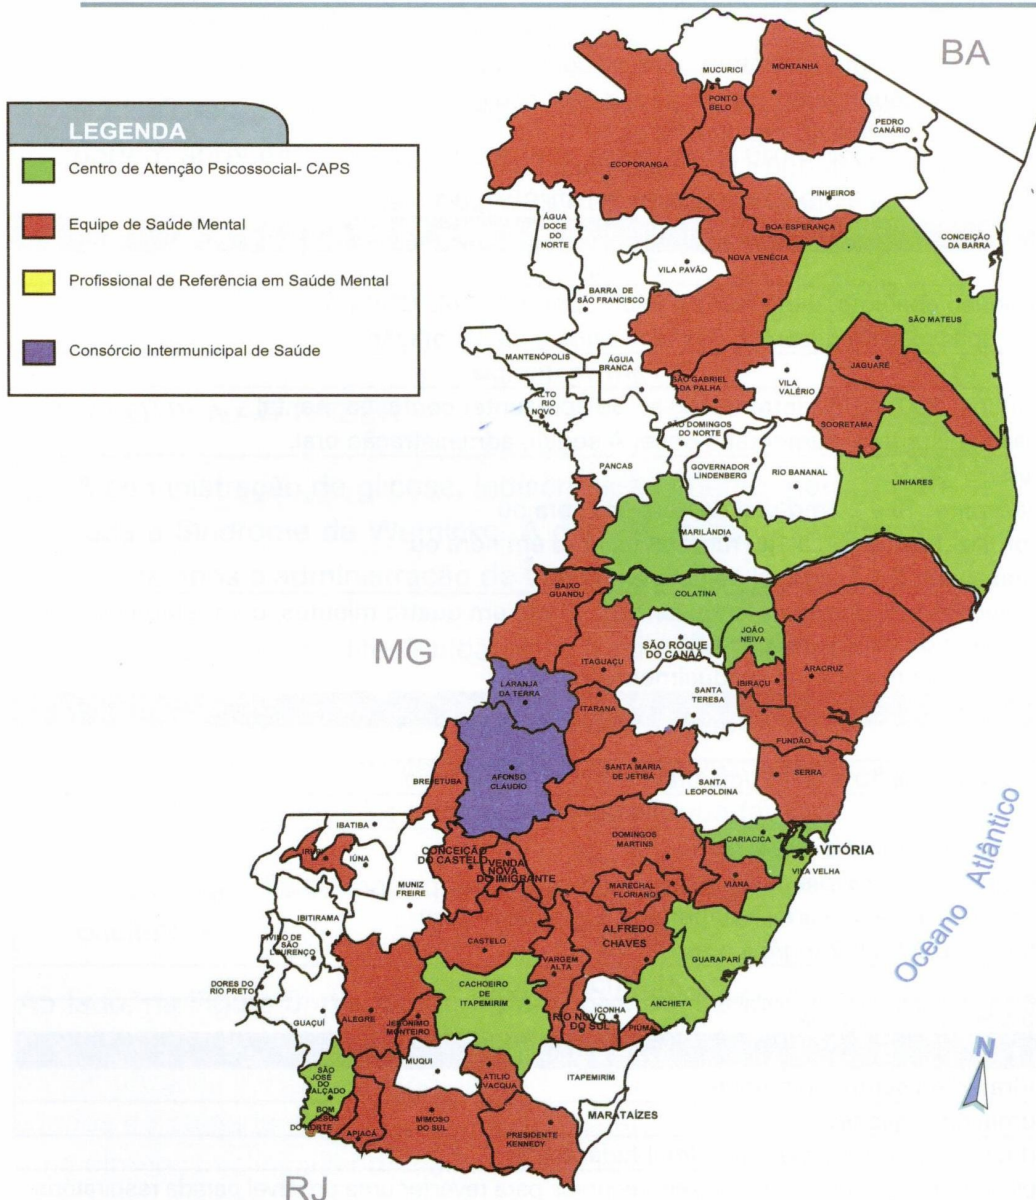 BA
LEGENDA
Centro de Atenção Psicossocial- CAPS
Equipe de Saúde Mental
Profissional de Referência em Saúde Mental
Consórcio Intermunicipal de Saúde
MUCURICI
MONTANHA
PONTO
BELO
PEDRO
CANÁRIO
ECOPORANGA
PINHEIROS
ÁGUA
DOCE
DO
NORTE
BOA ESPERANÇA
CONCEIÇÃO
DA BARRA
NOVA VENÉCIA
VILA PAVÃO
BARRA DE
SÃO FRANCISCO
SÃO MATEUS
MANTENÓPOLIS
ÁGUIA
BRANCA
JAGUARÉ
SÃO GABRIEL
DA PALHA
VILA
VALÉRIO
ALTO
RIO
NOVO
SOORETAMA
SÃO DOMINGOS
DO NORTE
PANCAS
GOVERNADOR
LINDENBERG
RIO BANANAL
LINHARES
MARILÂNDIA
BAIXO
GUANDU
COLATINA
MG
SÃO ROQUE
DO CANAÃ
JOÃO
NEIVA
ITAGUAÇU
ARACRUZ
LARANJA
DA TERRA
IBIRAÇU
ITARANA
SANTA
TERESA
FUNDÃO
BREJETUBA
AFONSO
CLAUDIO
SANTA MARIA
DE JETIBÁ
SERRA
SANTA
LEOPOLDINA
Oceano Atlântico
IBATIBA
DOMINGOS
MARTINS
CARIACICA
VITÓRIA
IRUPI
IÚNA
CONCEIÇÃO
DO CASTELO
VENDA
NOVA
DO IMIGRANTE
VILA VELHA
MUNIZ
FREIRE
MARECHAL
FLORIANO
VIANA
IBITIRAMA
ALFREDO
CHAVES
DIVINO DE
SÃO
LOURENÇO
CASTELO
VARGEM
ALTA
GUARAPARÍ
DORES DO
RIO PRETO
CACHOEIRO
DE
ITAPEMIRIM
ANCHIETA
GUAÇUÍ
ALEGRE
JERÔNIMO
MONTEIRO
ICONHA
RIO NOVO
DO SUL
PIÚMA
N
SÃO
JOSÉ
DO
CALÇADO
MUQUI
ATILIO
VIVACQUA
ITAPEMIRIM
BOM
JESUS
DO NORTE
APIACÁ
MIMOSO
DO SUL
PRESIDENTE
KENNEDY
MARATAÍZES
RJ